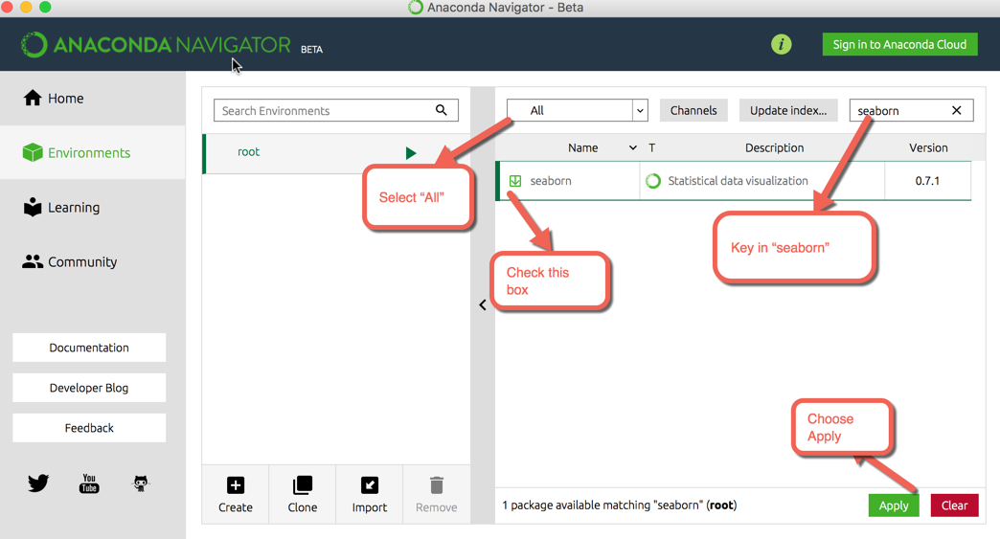 Anaconda Navigator - Beta
ANACONDA NAVIGATOR BETA
i
Sign in to Anaconda Cloud
Home
Environments
Learning
Community
Documentation
Developer Blog
Feedback
You
Tube
Search Environments
root
Select “All”
Create
Clone
Import
Remove
All
Channels
Update index...
seaborn
Name T Description Version
seaborn Statistical data visualization 0.7.1
Check this
box
Key in “seaborn”
Choose
Apply
1 package available matching "seaborn" (root)
Apply
Clear